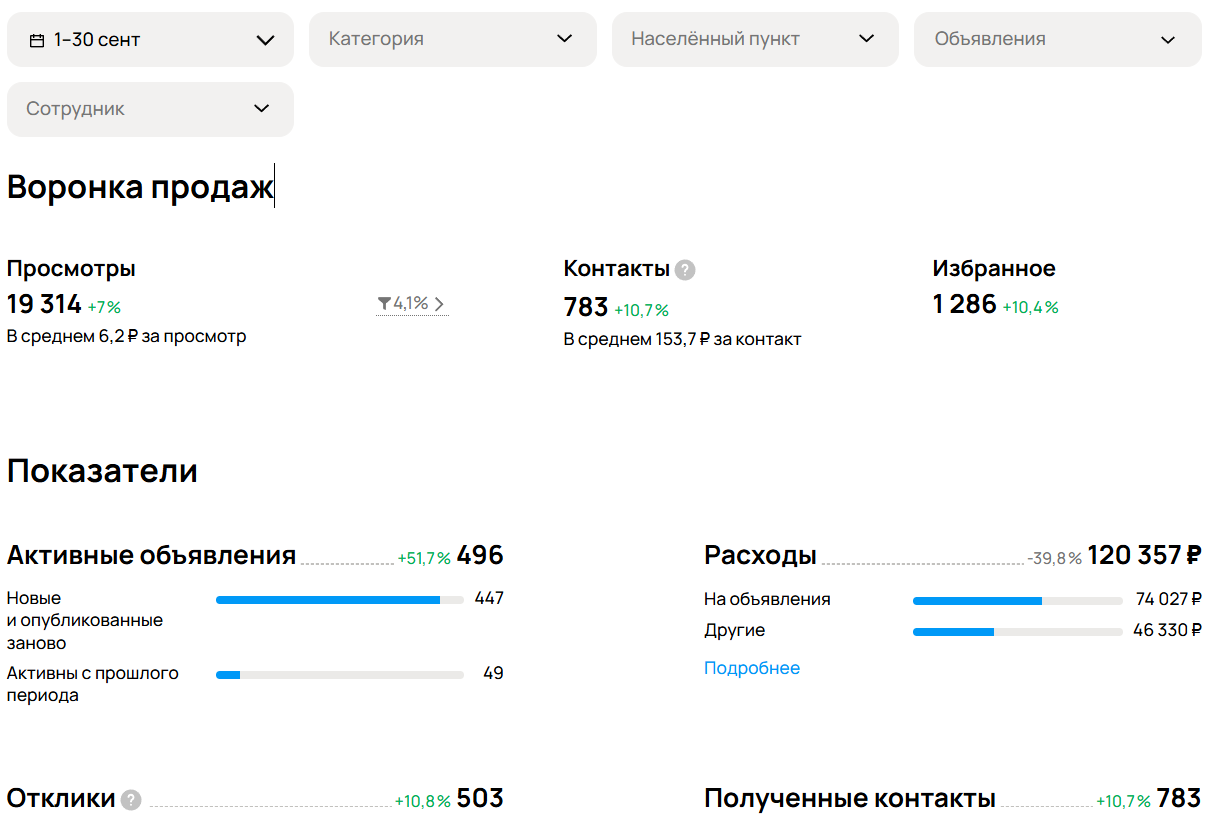 1–30 сент
Категория
Населённый пункт
Объявления
Сотрудник
Воронка продаж
Просмотры
19 314 +7%
В среднем 6,2 ₽ за просмотр
4,1%
Контакты ?
783 +10,7%
В среднем 153,7 ₽ за контакт
Избранное
1 286 +10,4%
Показатели
Активные объявления +51,7% 496
Новые
и опубликованные
заново
447
Активны с прошлого
периода
49
Расходы -39,8% 120 357 ₽
На объявления 74 027 ₽
Другие 46 330 ₽
Подробнее
Отклики ? +10,8% 503
Полученные контакты +10,7% 783